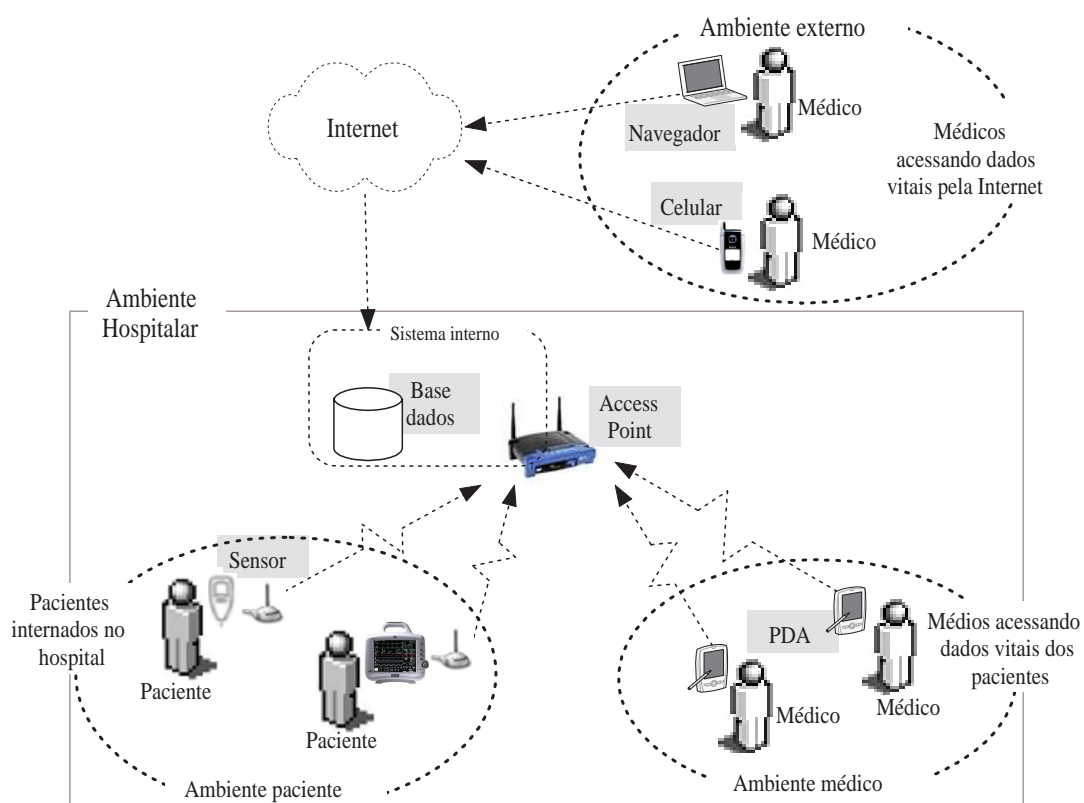 Ambiente externo
Internet
Navegador
Médico
Médicos
acessando dados
vitais pela Internet
Celular
Médico
Ambiente
Hospitalar
Sistema interno
Base
dados
Access
Point
Sensor
Pacientes
internados no
hospital
Paciente
Paciente
Ambiente paciente
PDA
Médios acessando
dados vitais dos
pacientes
Médico
Médico
Ambiente médico